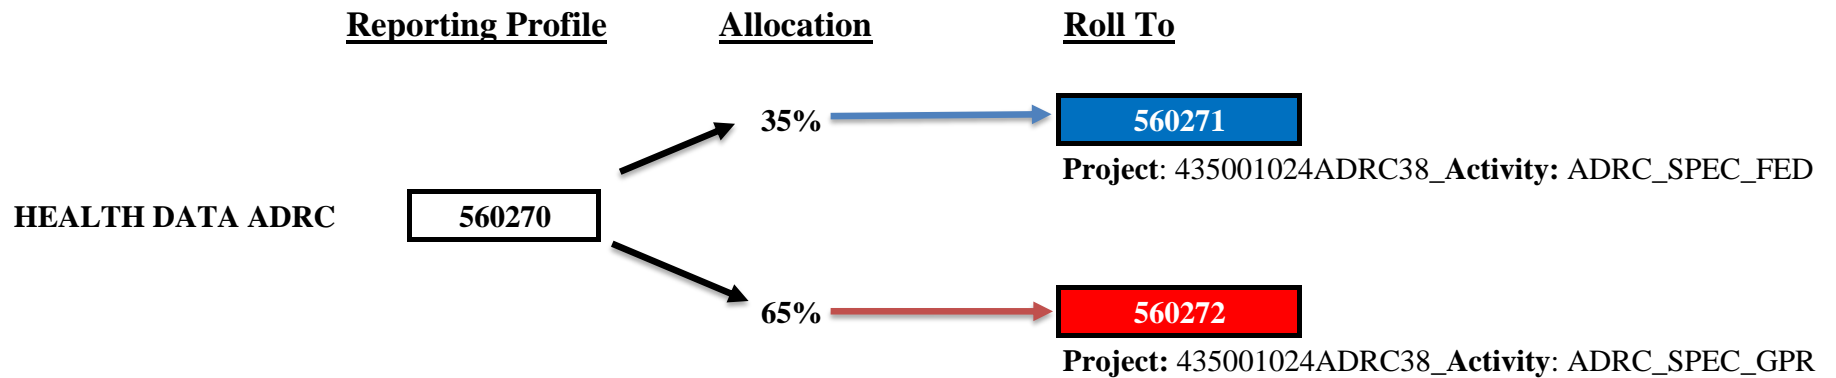 Reporting Profile Allocation Roll To
35% 560271
Project: 435001024ADRC38_Activity: ADRC_SPEC_FED
HEALTH DATA ADRC 560270
65% 560272
Project: 435001024ADRC38_Activity: ADRC_SPEC_GPR